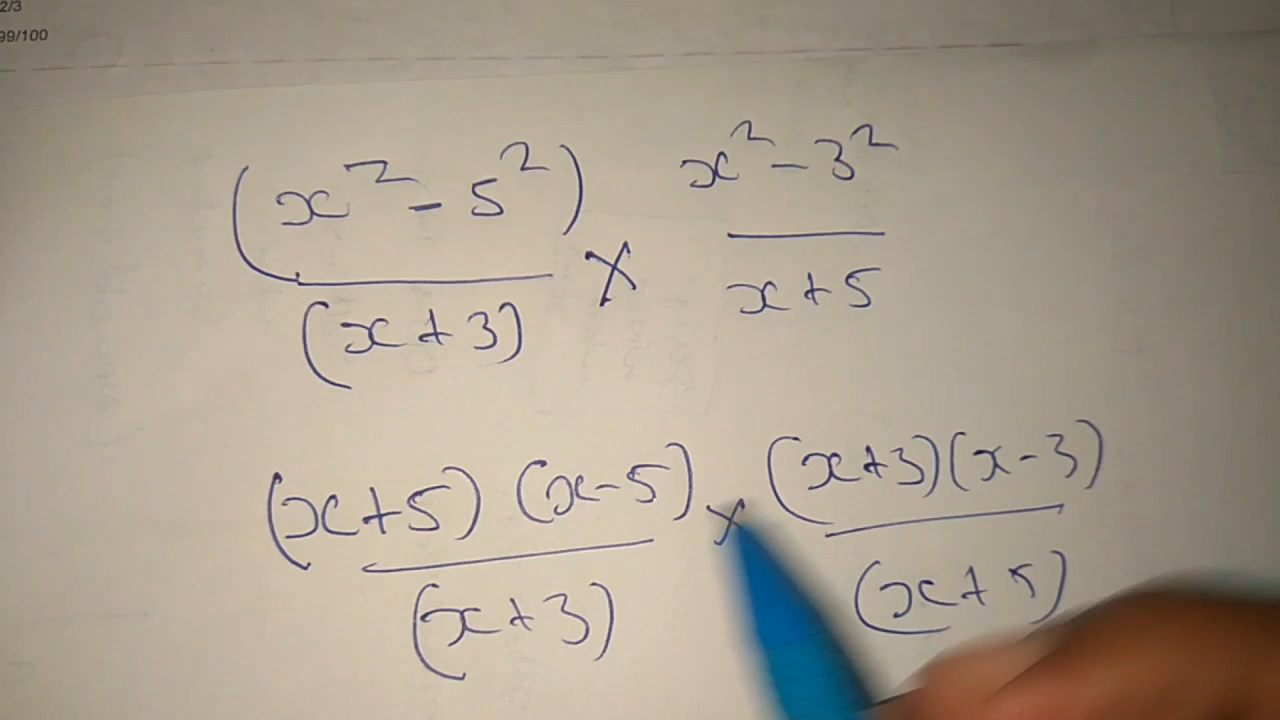 2/3
99/100
(x² - 5²)/(x + 3) × (x² - 3²)/(x + 5)
(x+5) (x-5)/(x + 3) × (x+3)(x-3)/(x + 5)